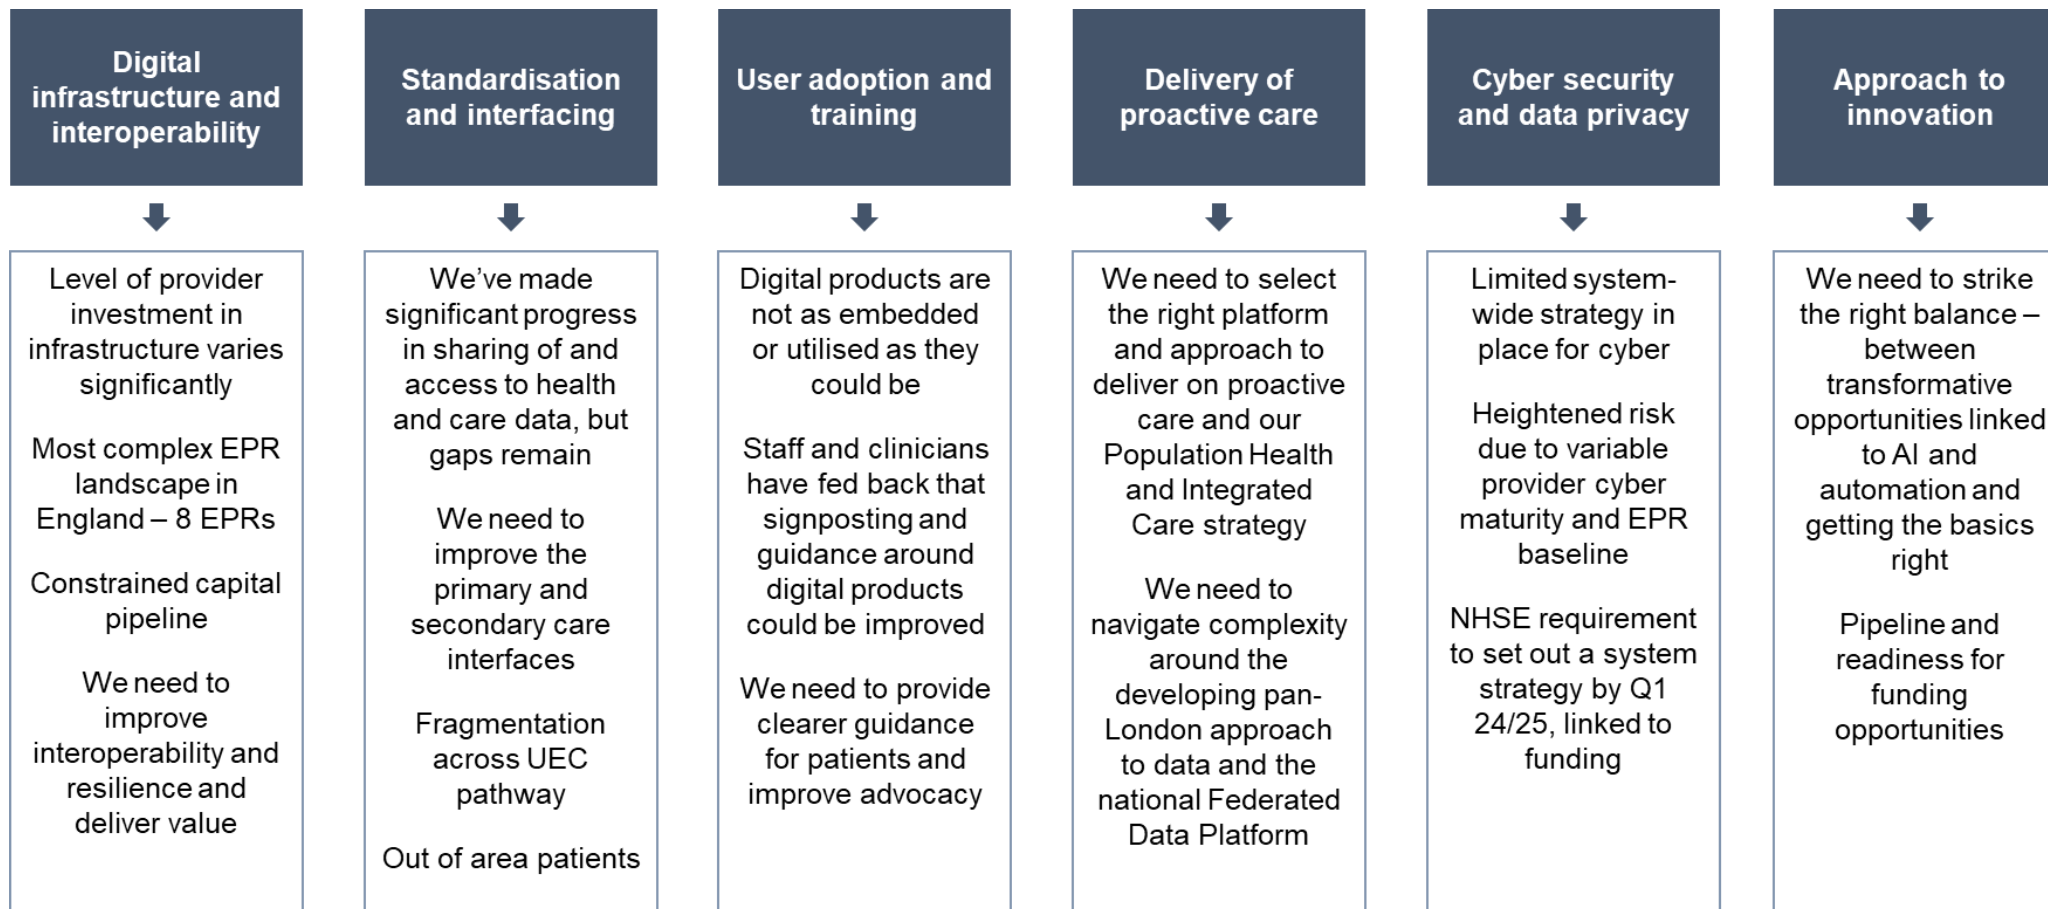 Digital
infrastructure and
interoperability
Level of provider
investment in
infrastructure varies
significantly
Most complex EPR
landscape in
England – 8 EPRs
Constrained capital
pipeline
We need to
improve
interoperability and
resilience and
deliver value
Standardisation
and interfacing
We’ve made
significant progress
in sharing of and
access to health
and care data, but
gaps remain
We need to
improve the
primary and
secondary care
interfaces
Fragmentation
across UEC
pathway
Out of area patients
User adoption and
training
Digital products are
not as embedded
or utilised as they
could be
Staff and clinicians
have fed back that
signposting and
guidance around
digital products
could be improved
We need to provide
clearer guidance
for patients and
improve advocacy
Delivery of
proactive care
We need to select
the right platform
and approach to
deliver on proactive
care and our
Population Health
and Integrated
Care strategy
We need to
navigate complexity
around the
developing pan-
London approach
to data and the
national Federated
Data Platform
Cyber security
and data privacy
Limited system-
wide strategy in
place for cyber
Heightened risk
due to variable
provider cyber
maturity and EPR
baseline
NHSE requirement
to set out a system
strategy by Q1
24/25, linked to
funding
Approach to
innovation
We need to strike
the right balance –
between
transformative
opportunities linked
to AI and
automation and
getting the basics
right
Pipeline and
readiness for
funding
opportunities